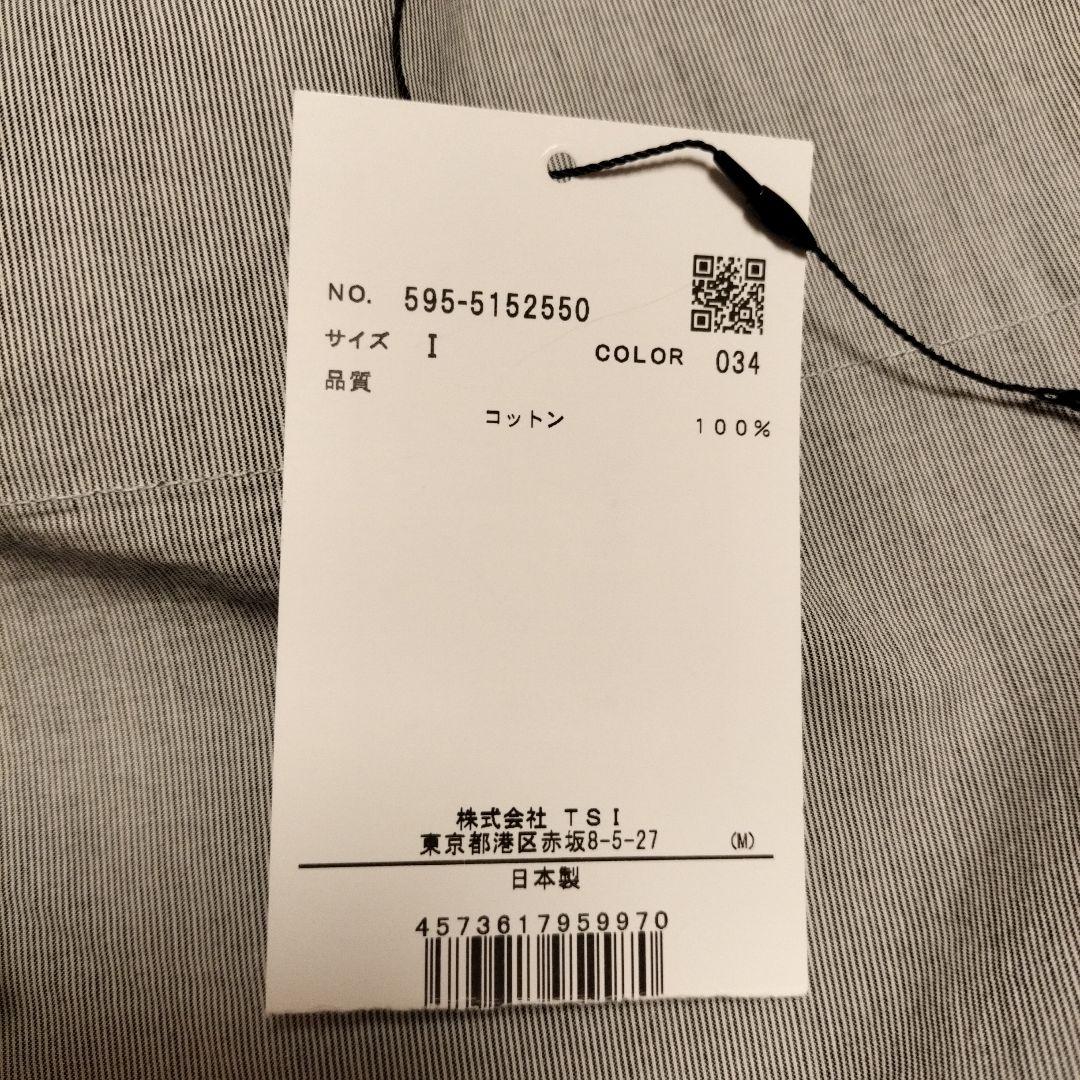 NO. 595-5152550
サイズ I COLOR 034
品質
コットン 100%
株式会社 TSI
東京都港区赤坂8-5-27 (M)
日本製
4573617959970